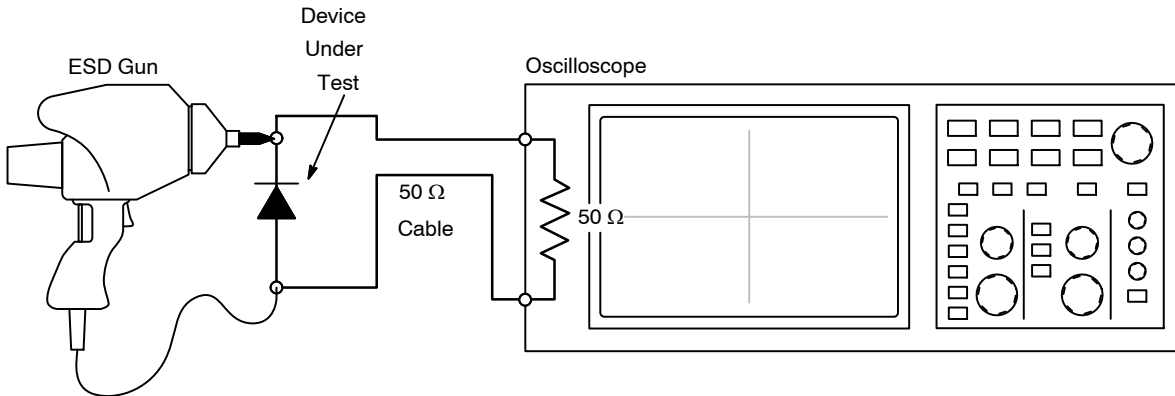 Device
Under
Test
ESD Gun
Oscilloscope
50 Ω
Cable
50 Ω